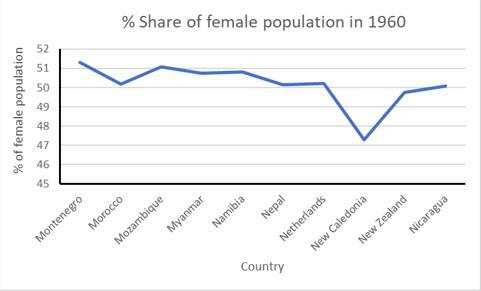 % Share of female population in 1960
% of female population
52
51
50
49
48
47
46
45
Montenegro
Morocco
Mozambique
Myanmar
Namibia
Nepal
Netherlands
New Caledonia
New Zealand
Nicaragua
Country